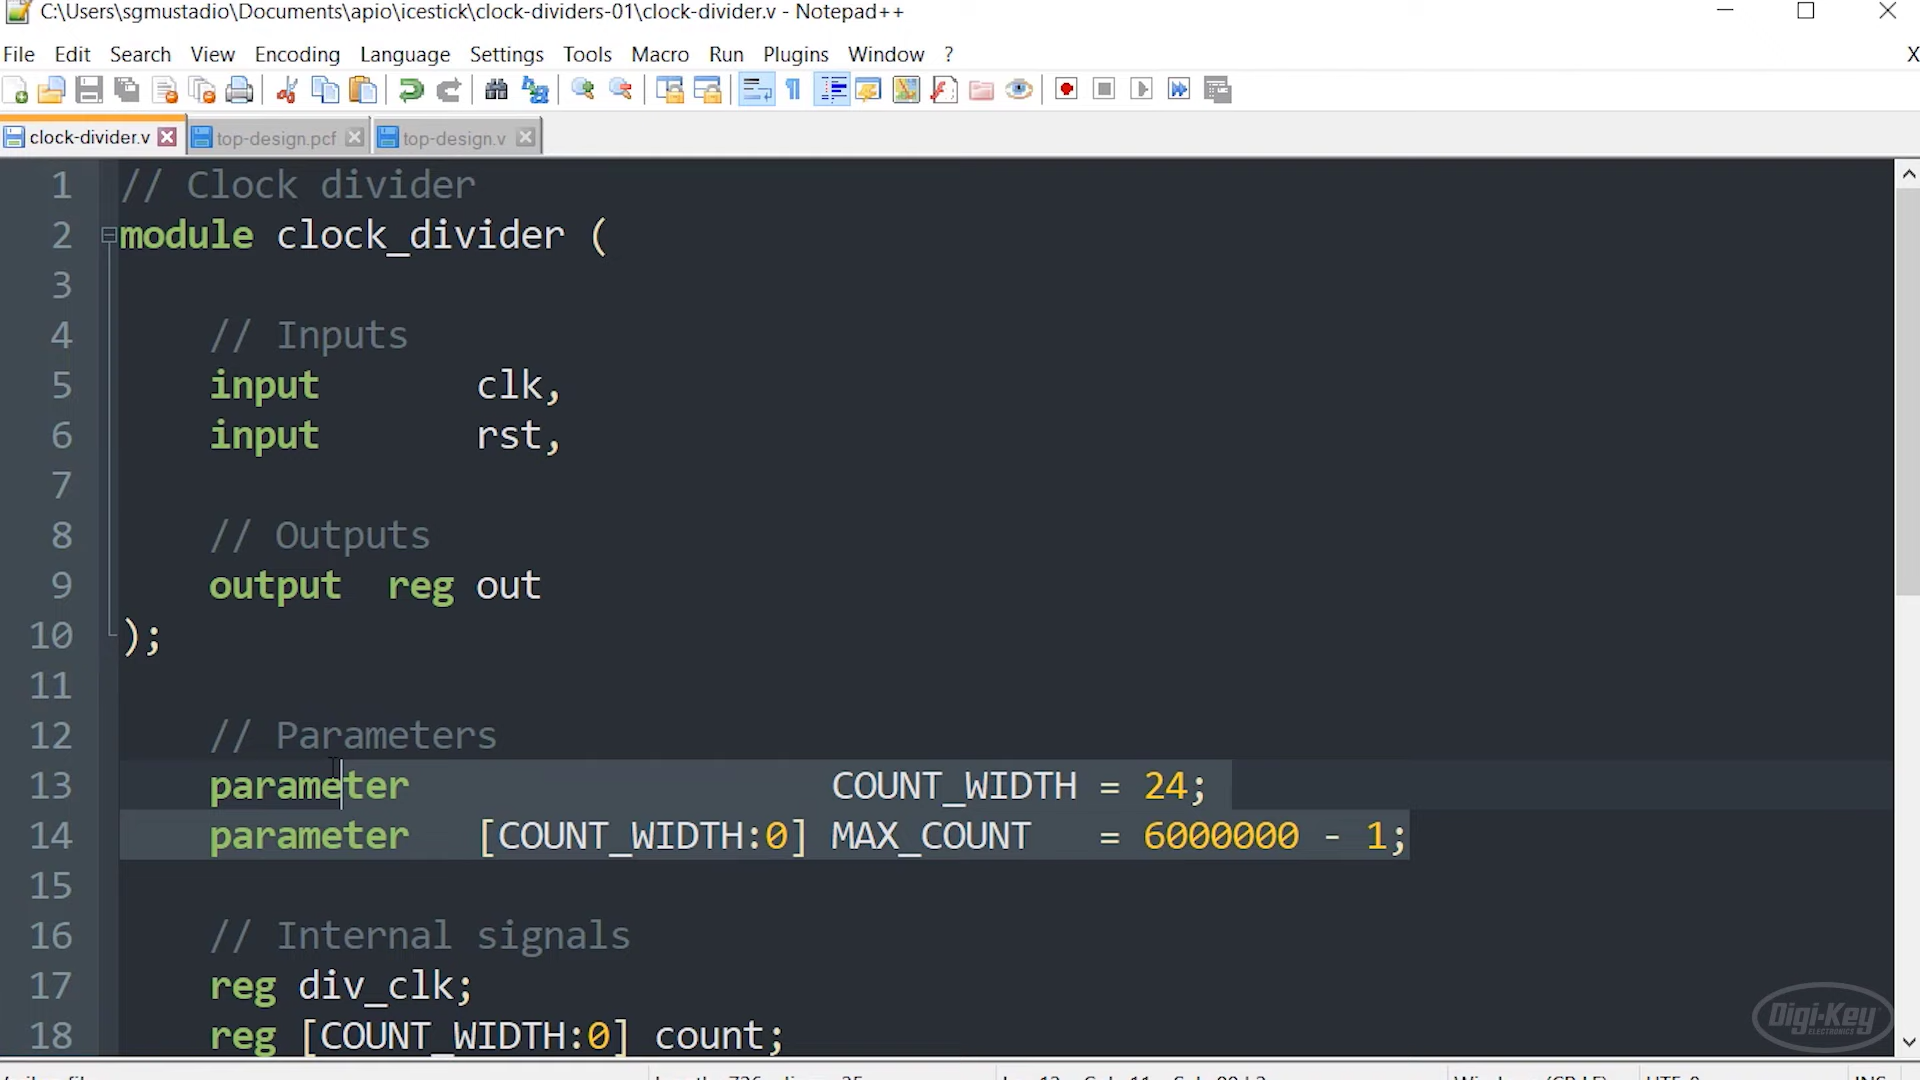 C:\Users\sgmustadio\Documents\apio\icestick\clock-dividers-01\clock-divider.v - Notepad++
File Edit Search View Encoding Language Settings Tools Macro Run Plugins Window ? X
clock-divider.v top-design.pcf top-design.v
1 // Clock divider
2 module clock_divider (
3
4 // Inputs
5 input clk,
6 input rst,
7
8 // Outputs
9 output reg out
10 );
11
12 // Parameters
13 parameter COUNT_WIDTH = 24;
14 parameter [COUNT_WIDTH:0] MAX_COUNT = 6000000 - 1;
15
16 // Internal signals
17 reg div_clk;
18 reg [COUNT_WIDTH:0] count;
Digi-Key
ELECTRONICS